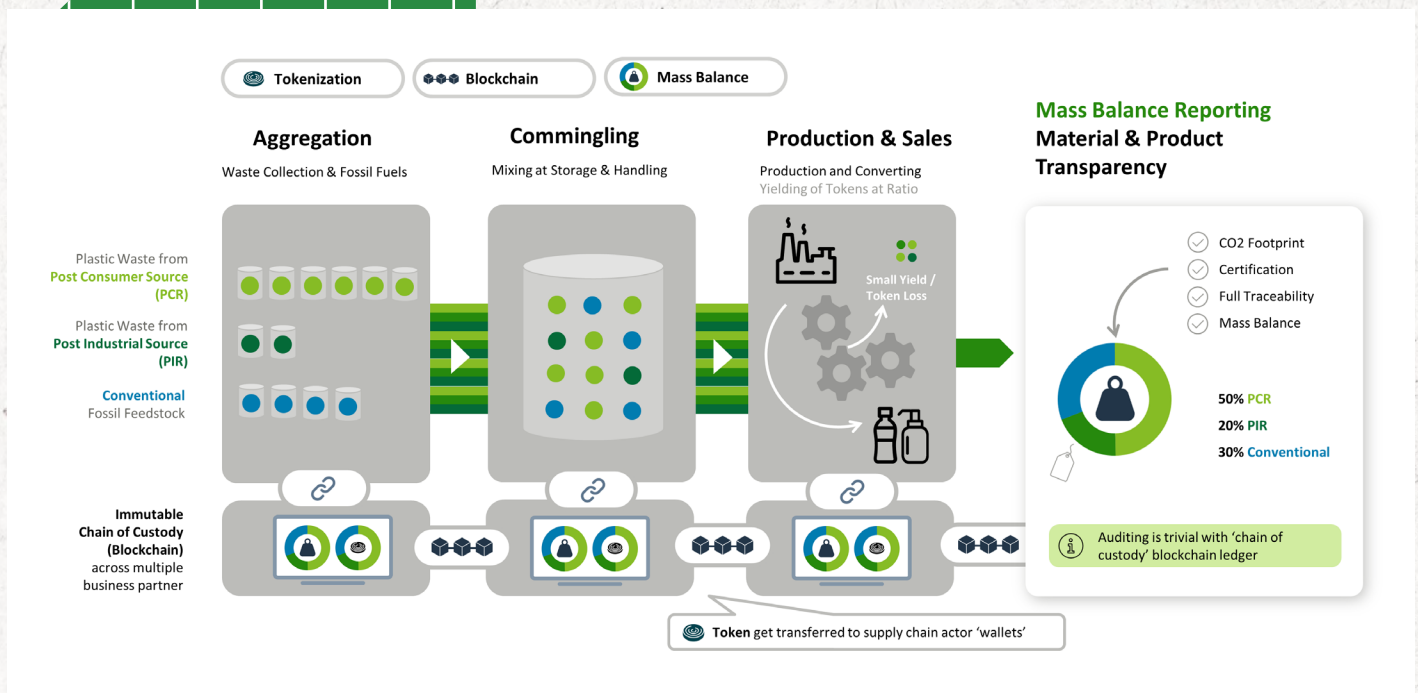 Tokenization
Blockchain
Mass Balance
Aggregation
Waste Collection & Fossil Fuels
Commingling
Mixing at Storage & Handling
Production & Sales
Production and Converting
Yielding of Tokens at Ratio
Mass Balance Reporting
Material & Product
Transparency
Plastic Waste from
Post Consumer Source
(PCR)
Plastic Waste from
Post Industrial Source
(PIR)
Conventional
Fossil Feedstock
Small Yield /
Token Loss
CO2 Footprint
Certification
Full Traceability
Mass Balance
50% PCR
20% PIR
30% Conventional
Auditing is trivial with ‘chain of
custody’ blockchain ledger
Immutable
Chain of Custody
(Blockchain)
across multiple
business partner
Token get transferred to supply chain actor ‘wallets’